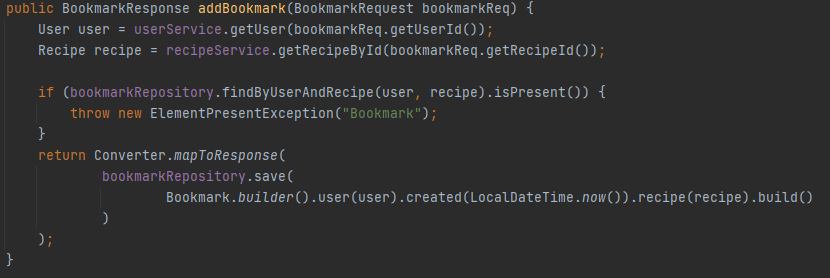 public BookmarkResponse addBookmark(BookmarkRequest bookmarkReq) {
    User user = userService.getUser(bookmarkReq.getUserId());
    Recipe recipe = recipeService.getRecipeById(bookmarkReq.getRecipeId());

    if (bookmarkRepository.findByUserAndRecipe(user, recipe).isPresent()) {
        throw new ElementPresentException("Bookmark");
    }
    return Converter.mapToResponse(
            bookmarkRepository.save(
                    Bookmark.builder().user(user).created(LocalDateTime.now()).recipe(recipe).build()
            )
    );
}